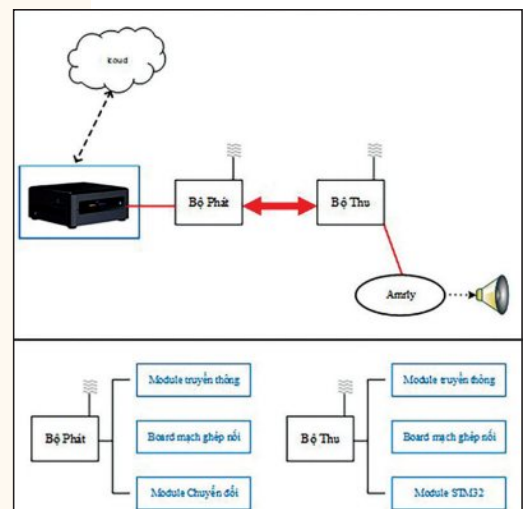 koud
Bộ Phát
Bộ Thu
Amrly
Module truyền thông
Bộ Phát
Board mạch ghép nối
Module Chuyển đổi
Module truyền thông
Bộ Thu
Board mạch ghép nối
Module STM32